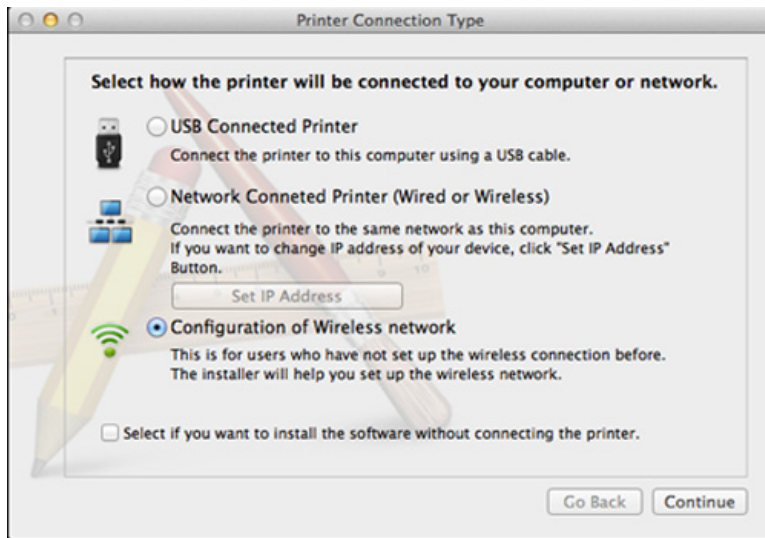 Printer Connection Type
Select how the printer will be connected to your computer or network.
USB Connected Printer
Connect the printer to this computer using a USB cable.
Network Conneted Printer (Wired or Wireless)
Connect the printer to the same network as this computer.
If you want to change IP address of your device, click "Set IP Address"
Button.
Set IP Address
Configuration of Wireless network
This is for users who have not set up the wireless connection before.
The installer will help you set up the wireless network.
Select if you want to install the software without connecting the printer.
Go Back
Continue